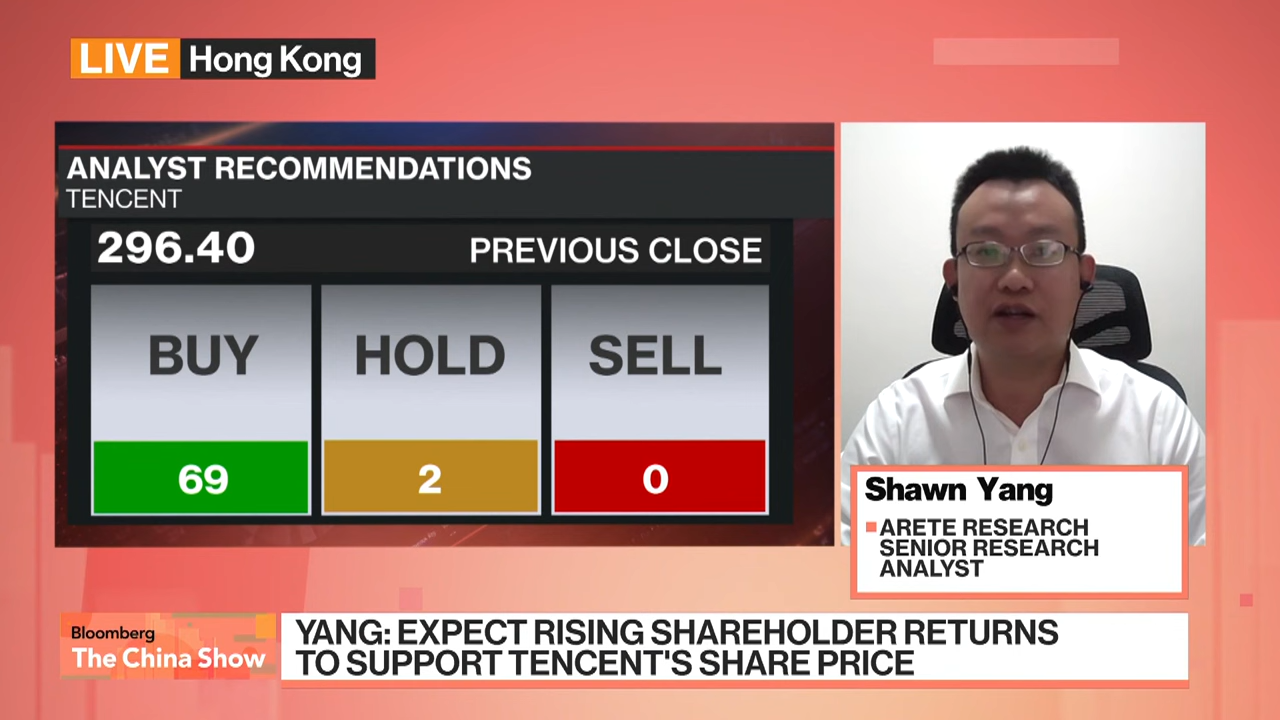 LIVE Hong Kong
ANALYST RECOMMENDATIONS
TENCENT
296.40 PREVIOUS CLOSE
BUY HOLD SELL
69 2 0
Shawn Yang
ARETE RESEARCH
SENIOR RESEARCH
ANALYST
Bloomberg
The China Show
YANG: EXPECT RISING SHAREHOLDER RETURNS
TO SUPPORT TENCENT'S SHARE PRICE